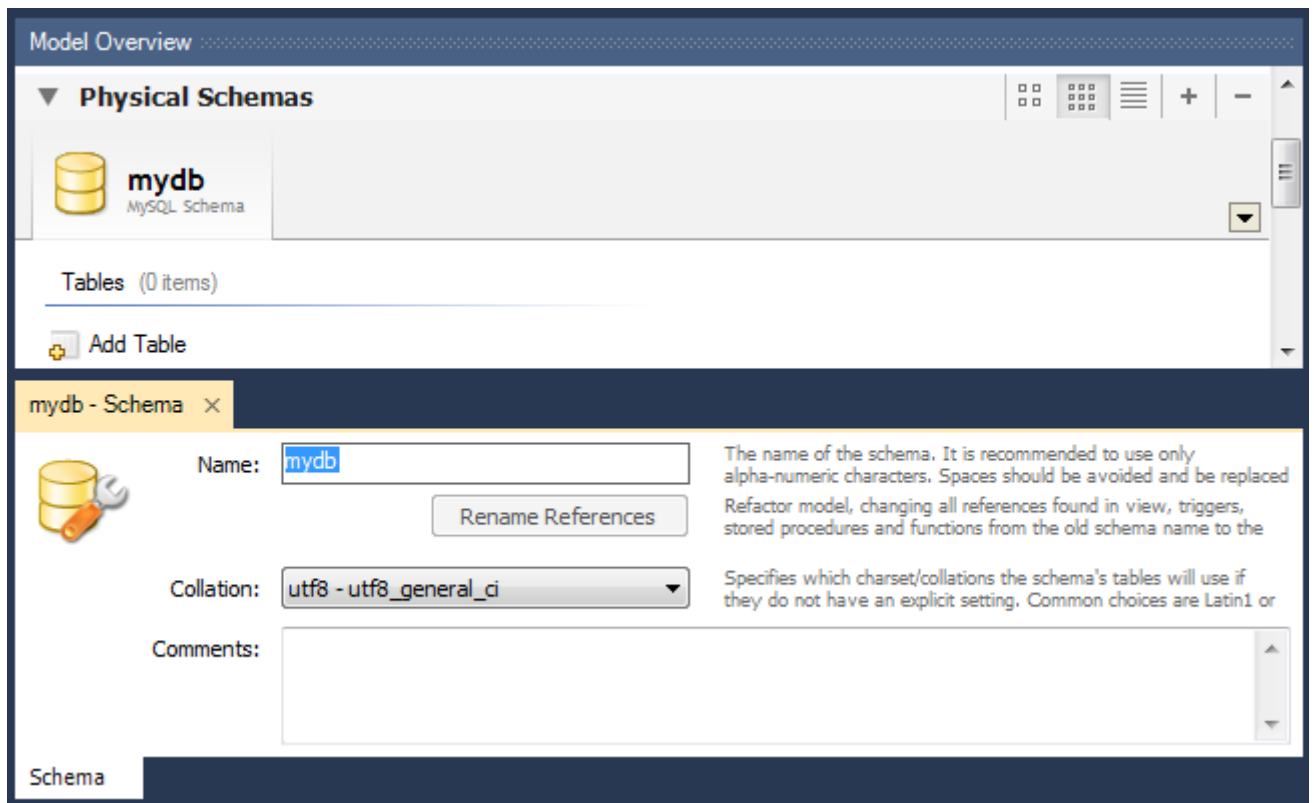 Model Overview
Physical Schemas
mydb
MySQL Schema
Tables (0 items)
Add Table
mydb - Schema
Name: mydb
The name of the schema. It is recommended to use only
alpha-numeric characters. Spaces should be avoided and be replaced
Rename References
Refactor model, changing all references found in view, triggers,
stored procedures and functions from the old schema name to the
Collation: utf8 - utf8_general_ci
Specifies which charset/collations the schema's tables will use if
they do not have an explicit setting. Common choices are Latin1 or
Comments:
Schema